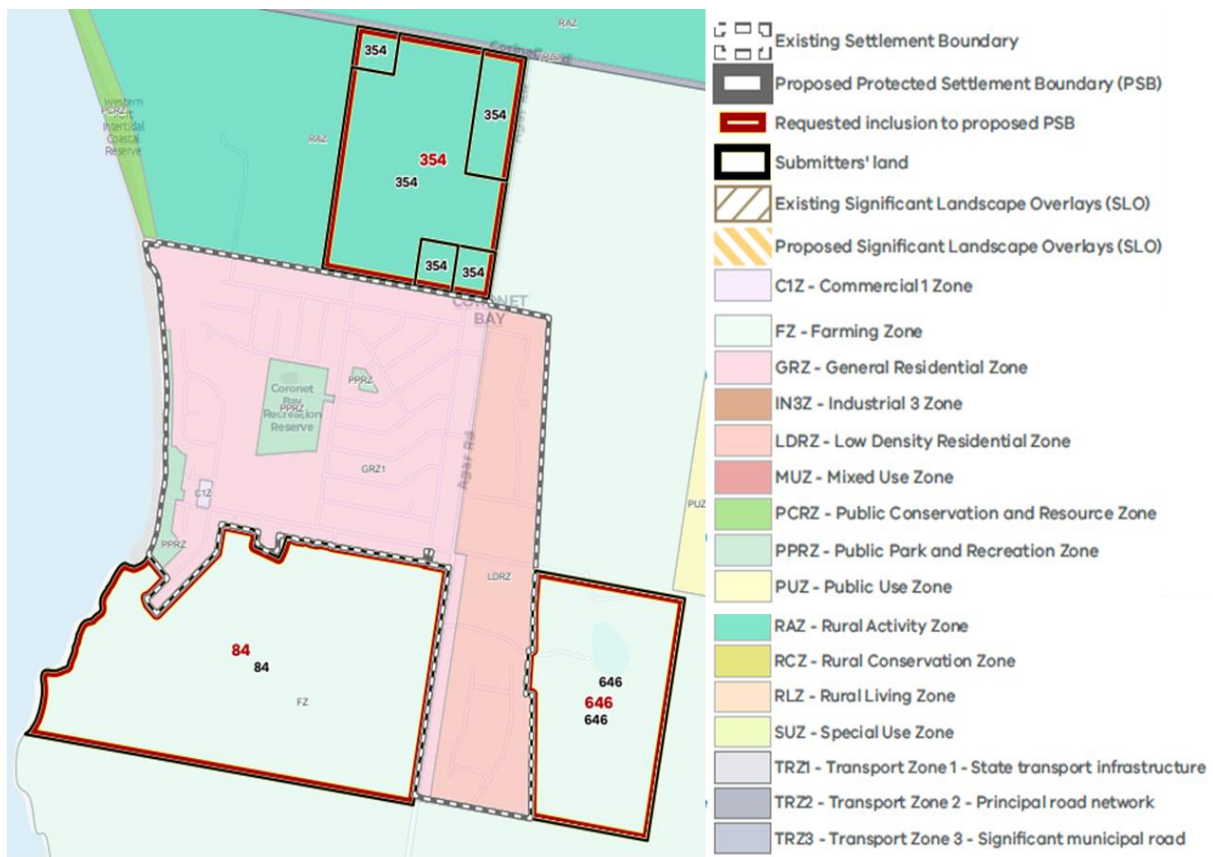 RAZ
354
354
354
354
354
354
RAZ
PCRZ
Intertidal
Coastal
Reserve
Agar Rd
CORONET
BAY
PPRZ
Coronet
Bay
PPRZ
Recreation
Reserve
GRZ1
Agar Rd
C1Z
PUZ
PPRZ
LDRZ
84
84
FZ
646
646
646
Existing Settlement Boundary
Proposed Protected Settlement Boundary (PSB)
Requested inclusion to proposed PSB
Submitters' land
Existing Significant Landscape Overlays (SLO)
Proposed Significant Landscape Overlays (SLO)
C1Z - Commercial 1 Zone
FZ - Farming Zone
GRZ - General Residential Zone
IN3Z - Industrial 3 Zone
LDRZ - Low Density Residential Zone
MUZ - Mixed Use Zone
PCRZ - Public Conservation and Resource Zone
PPRZ - Public Park and Recreation Zone
PUZ - Public Use Zone
RAZ - Rural Activity Zone
RCZ - Rural Conservation Zone
RLZ - Rural Living Zone
SUZ - Special Use Zone
TRZ1 - Transport Zone 1 - State transport infrastructure
TRZ2 - Transport Zone 2 - Principal road network
TRZ3 - Transport Zone 3 - Significant municipal road